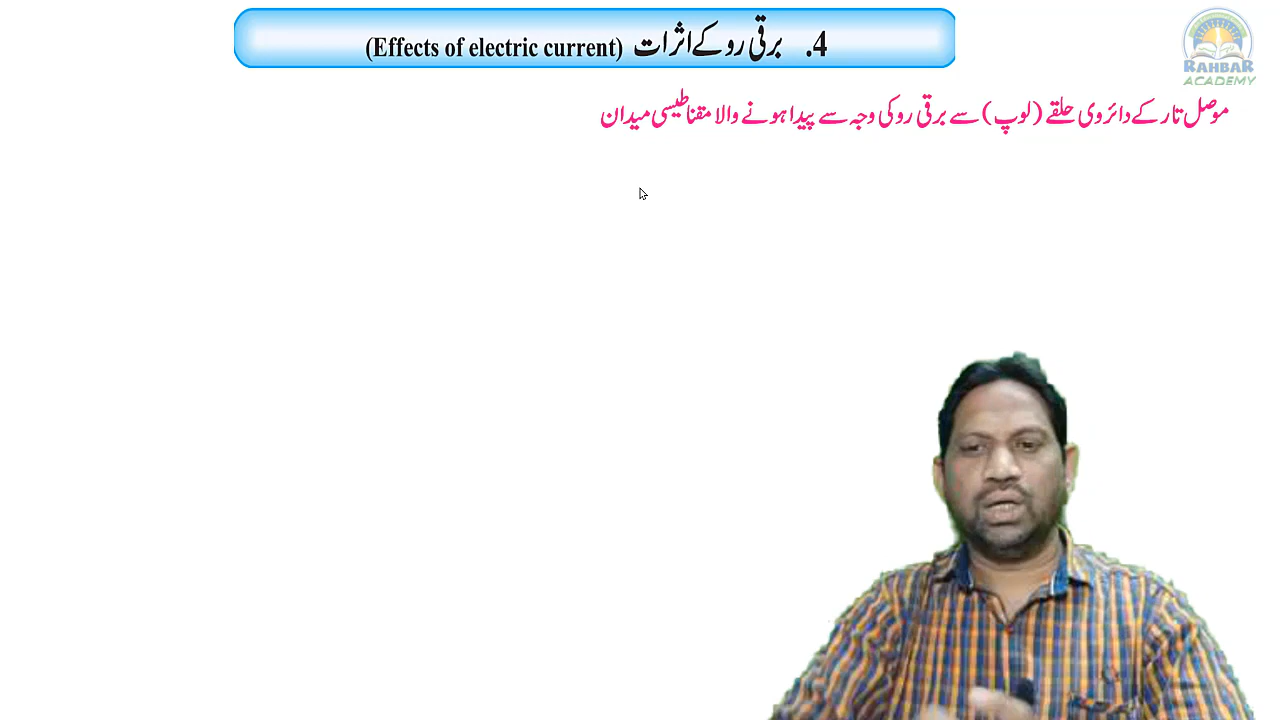 4. برقی رو کے اثرات (Effects of electric current)
RAHBAR
ACADEMY
موصل تار کے دائروی حلقے (لوپ) سے برقی رو کی وجہ سے پیدا ہونے والا مقناطیسی میدان